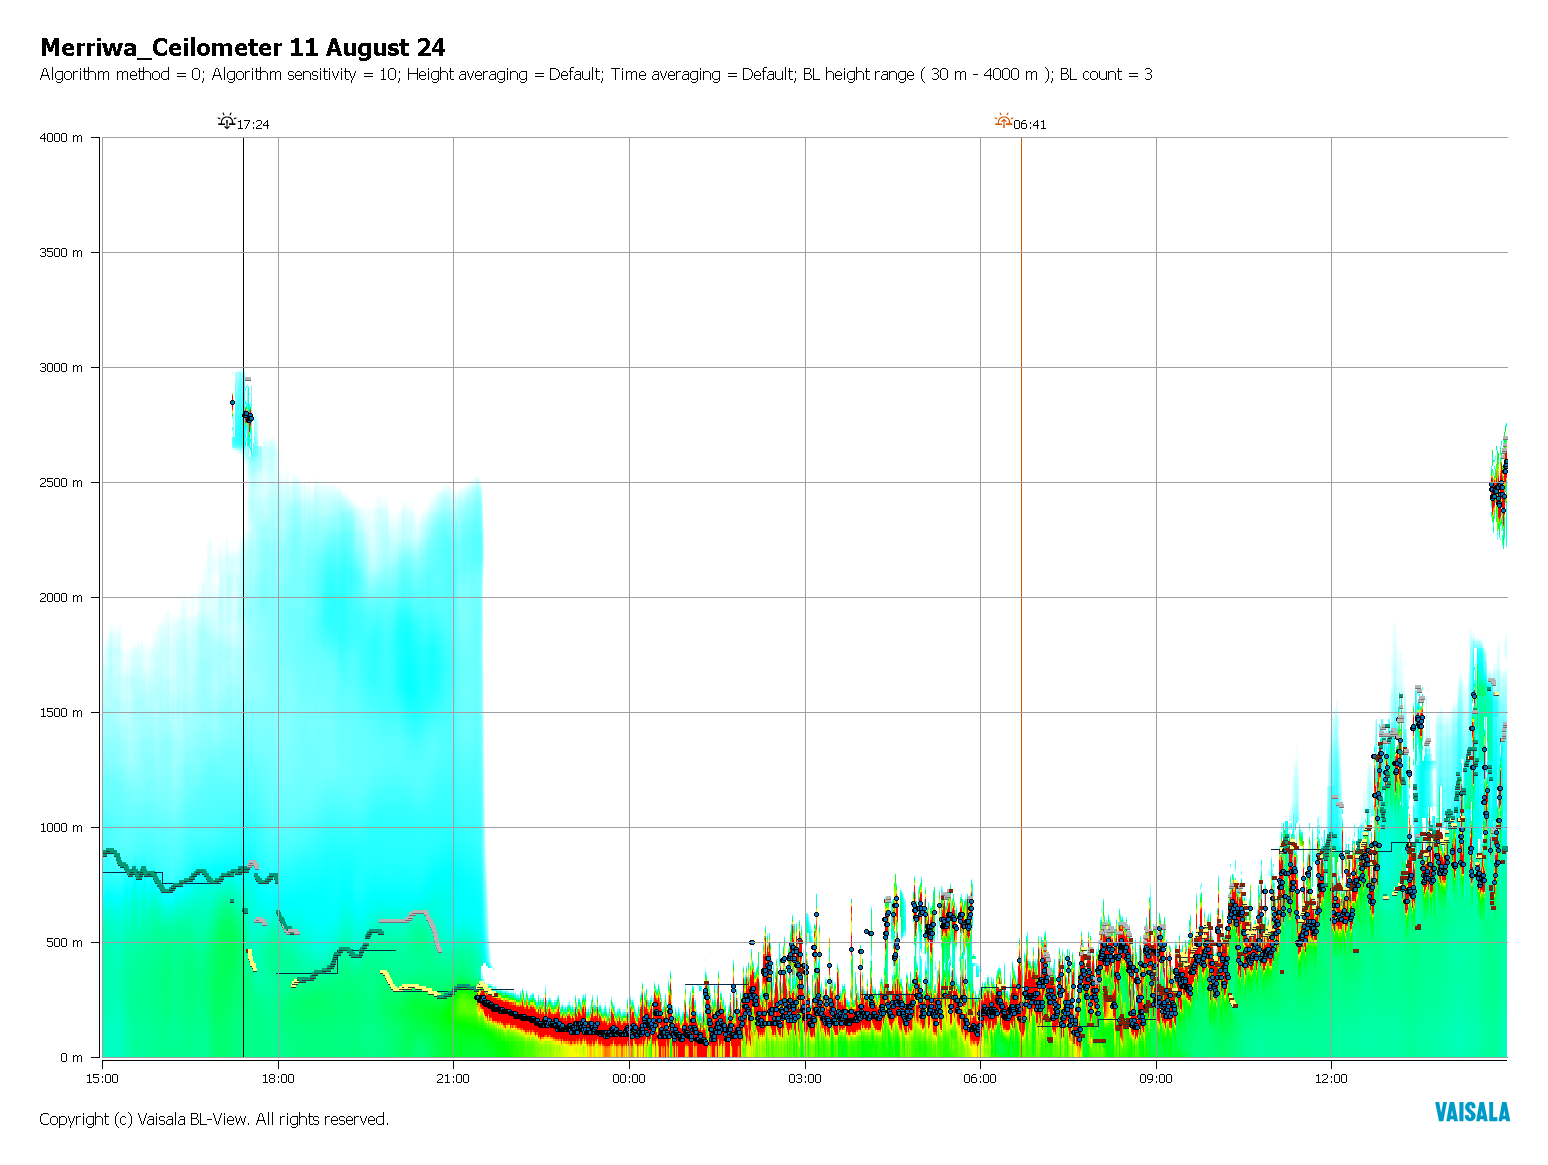 Merriwa_Ceilometer 11 August 24
Algorithm method = 0; Algorithm sensitivity = 10; Height averaging = Default; Time averaging = Default; BL height range ( 30 m - 4000 m ); BL count = 3
17:24
06:41
4000 m
3500 m
3000 m
2500 m
2000 m
1500 m
1000 m
500 m
0 m
15:00 18:00 21:00 00:00 03:00 06:00 09:00 12:00
Copyright (c) Vaisala BL-View. All rights reserved.
VAISALA